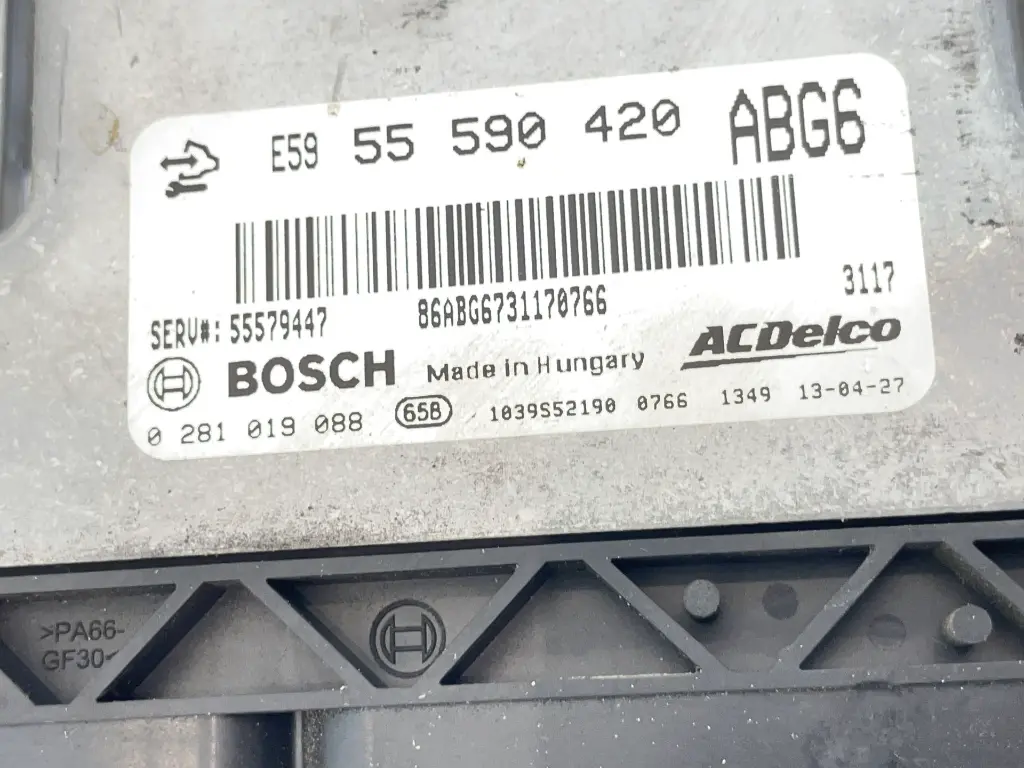 E59 55 590 420 ABG6
3117
SERV#: 55579447 86ABG6731170766
BOSCH Made in Hungary ACDelco
0 281 019 088 65B 1039S52190 0766 1349 13-04-27
>PA66-
GF30<